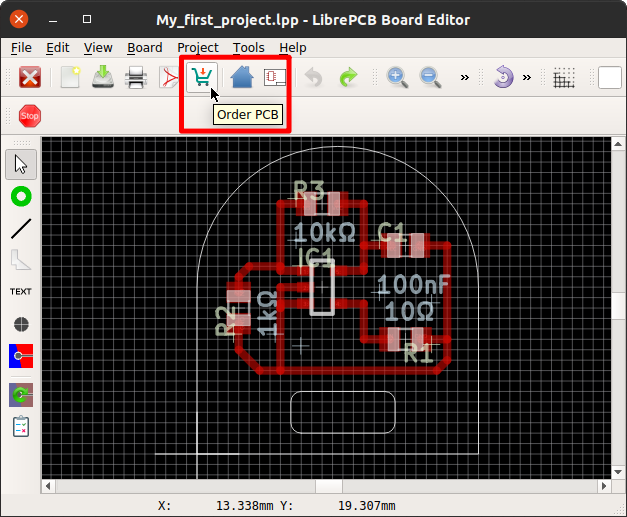 My_first_project.lpp - LibrePCB Board Editor
File Edit View Board Project Tools Help
» »
Order PCB
Stop
R3
10kΩ
C1
IC1
100nF
10Ω
R2
1kΩ
R1
TEXT
X: 13.338mm Y: 19.307mm